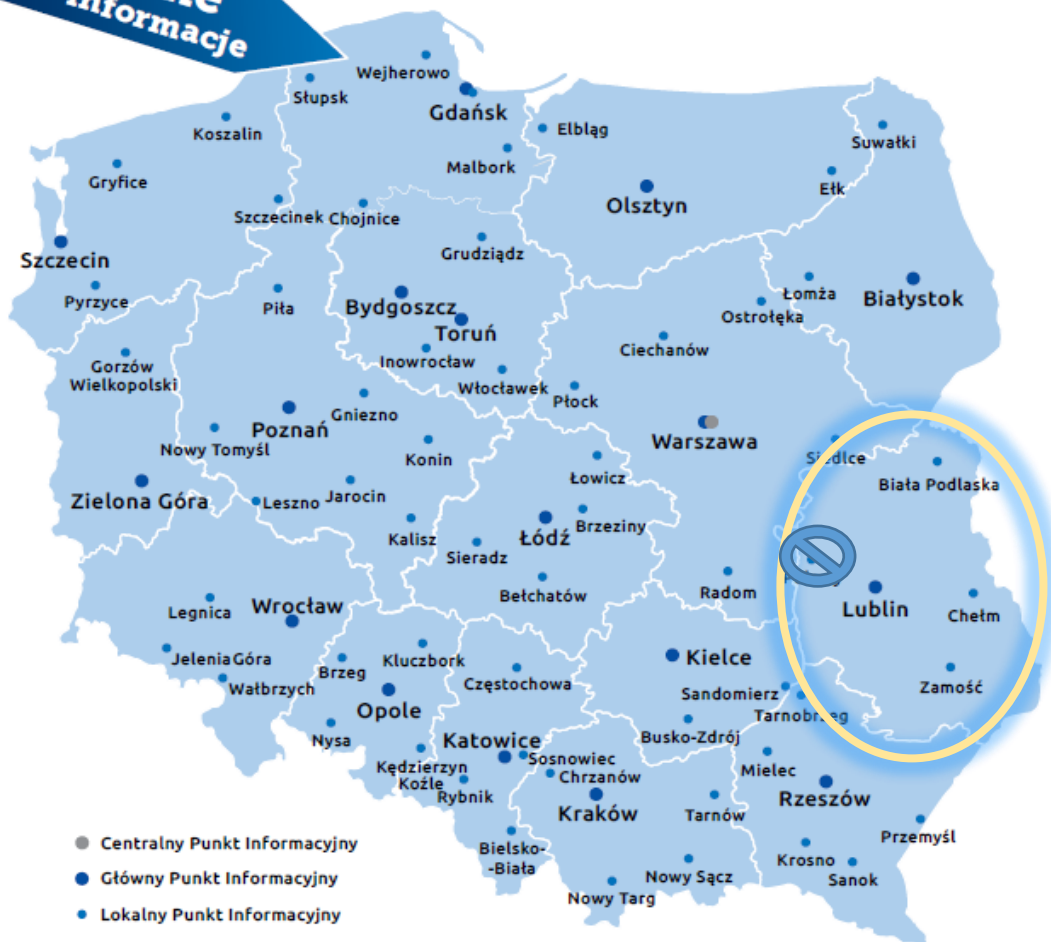 informacje
Wejherowo
Słupsk
Gdańsk
Koszalin
Elbląg
Suwałki
Malbork
Gryfice
Ełk
Olsztyn
Szczecinek
Chojnice
Grudziądz
Szczecin
Pyrzyce
Piła
Bydgoszcz
Łomża
Białystok
Ostrołęka
Toruń
Ciechanów
Inowrocław
Gorzów
Wielkopolski
Włocławek
Płock
Gniezno
Poznań
Warszawa
Nowy Tomyśl
Konin
Siedlce
Łowicz
Biała Podlaska
Zielona Góra
Leszno
Jarocin
Brzeziny
Kalisz
Łódź
Sieradz
Bełchatów
Radom
Lublin
Chełm
Legnica
Wrocław
Jelenia Góra
Brzeg
Kluczbork
Kielce
Wałbrzych
Częstochowa
Sandomierz
Zamość
Opole
Tarnobrzeg
Nysa
Katowice
Busko-Zdrój
Sosnowiec
Kędzierzyn
Koźle
Chrzanów
Mielec
Rybnik
Kraków
Tarnów
Rzeszów
Przemyśl
Bielsko-
-Biała
Krosno
Nowy Sącz
Sanok
Nowy Targ
Centralny Punkt Informacyjny
Główny Punkt Informacyjny
Lokalny Punkt Informacyjny